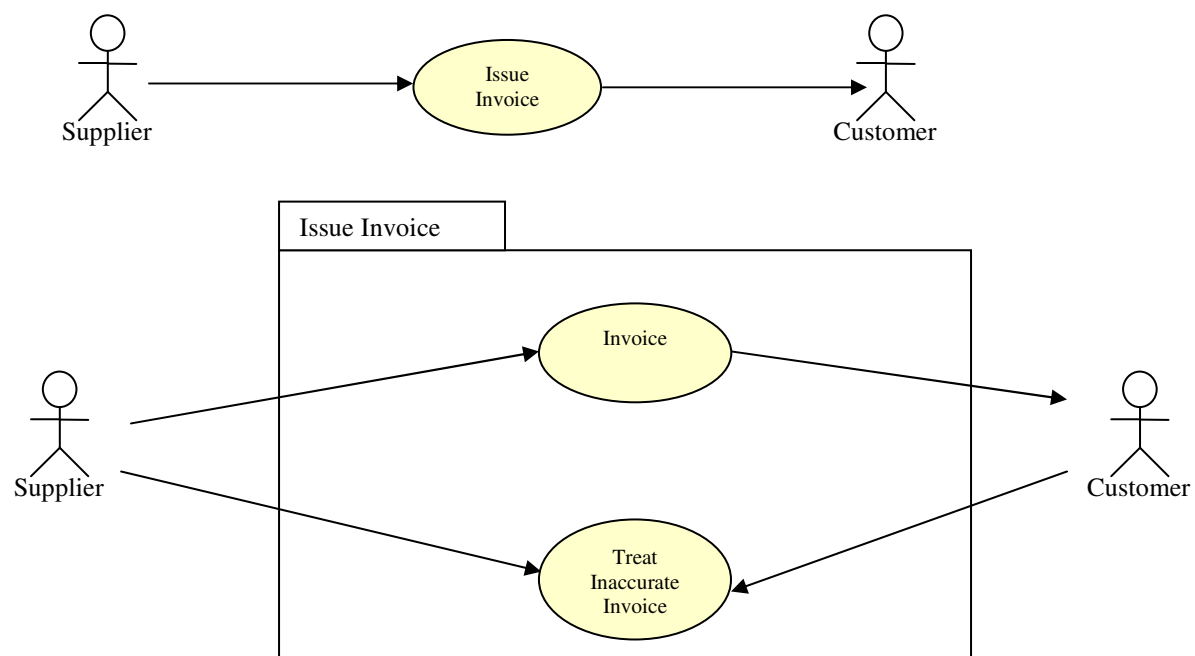 Issue
Invoice
Supplier
Customer
Issue Invoice
Invoice
Supplier
Customer
Treat
Inaccurate
Invoice